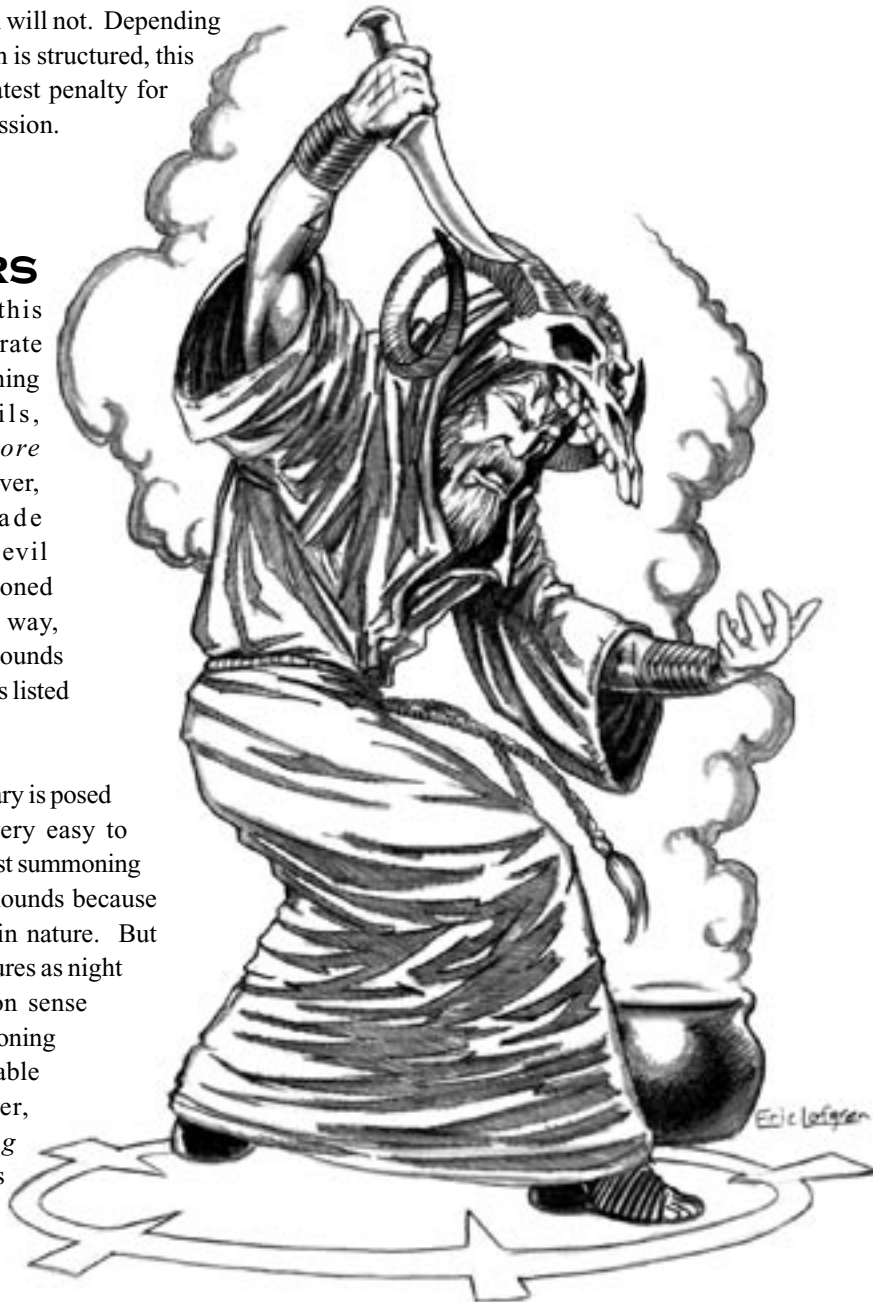 will not. Depending
n is structured, this
atest penalty for
ssion.
RS
this
rate
ning
ils,
ore
ver,
ade
evil
oned
way,
ounds
s listed
ary is posed
ery easy to
st summoning
ounds because
in nature. But
ures as night
on sense
oning
able
er,
g
s
Eric Lofgren